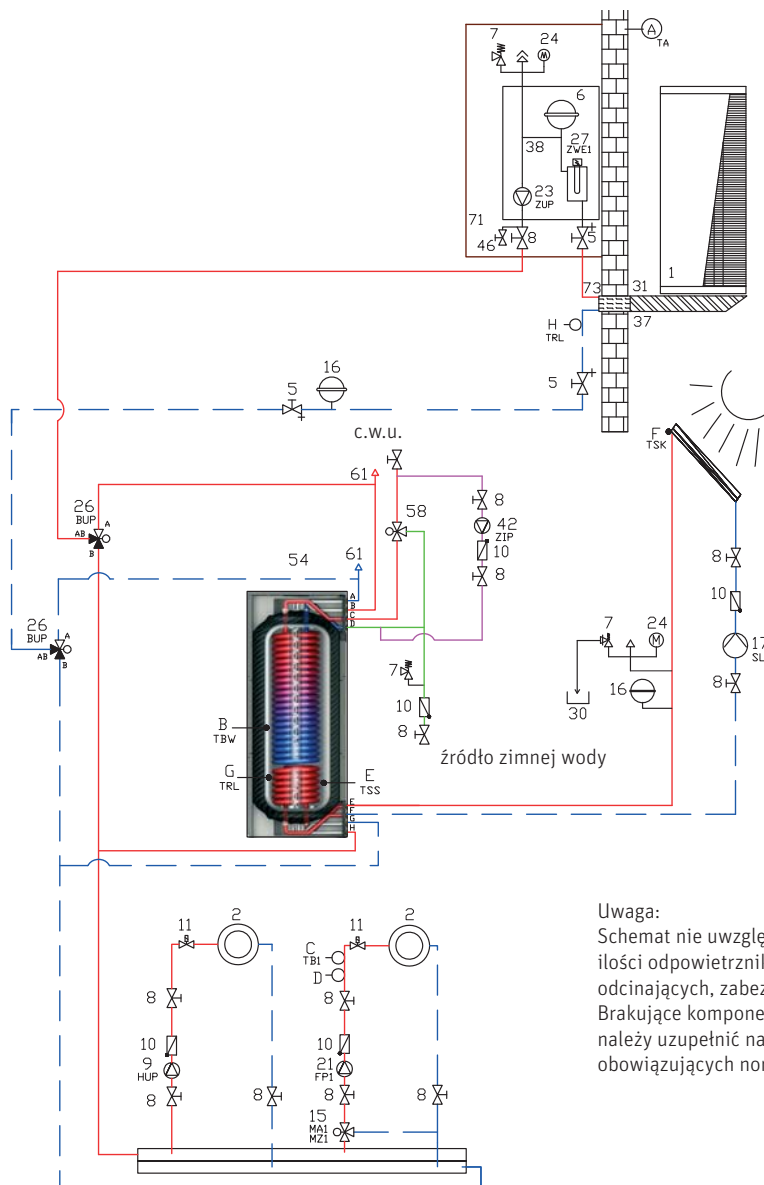 7
24
M
A
TA
6
27
ZWE1
38
23
ZUP
71
46
8
5
1
73
31
37
H
TRL
5
16
5
c.w.u.
F
TSK
61
58
8
42
ZIP
10
8
26
BUP
A
AB
B
54
61
26
BUP
A
AB
B
A
B
C
D
8
10
17
SL
8
7
24
M
16
30
7
10
8
B
TBW
G
TRL
E
TSS
źródło zimnej wody
E
F
G
H
11
2
11
2
C
TB1
D
8
8
10
10
9
HUP
21
FP1
8
8
8
8
15
MA1
MZ1
Uwaga:
Schemat nie uwzglę
ilości odpowietrznil
odcinających, zabez
Brakujące kompone
należy uzupełnić na
obowiązujących nor